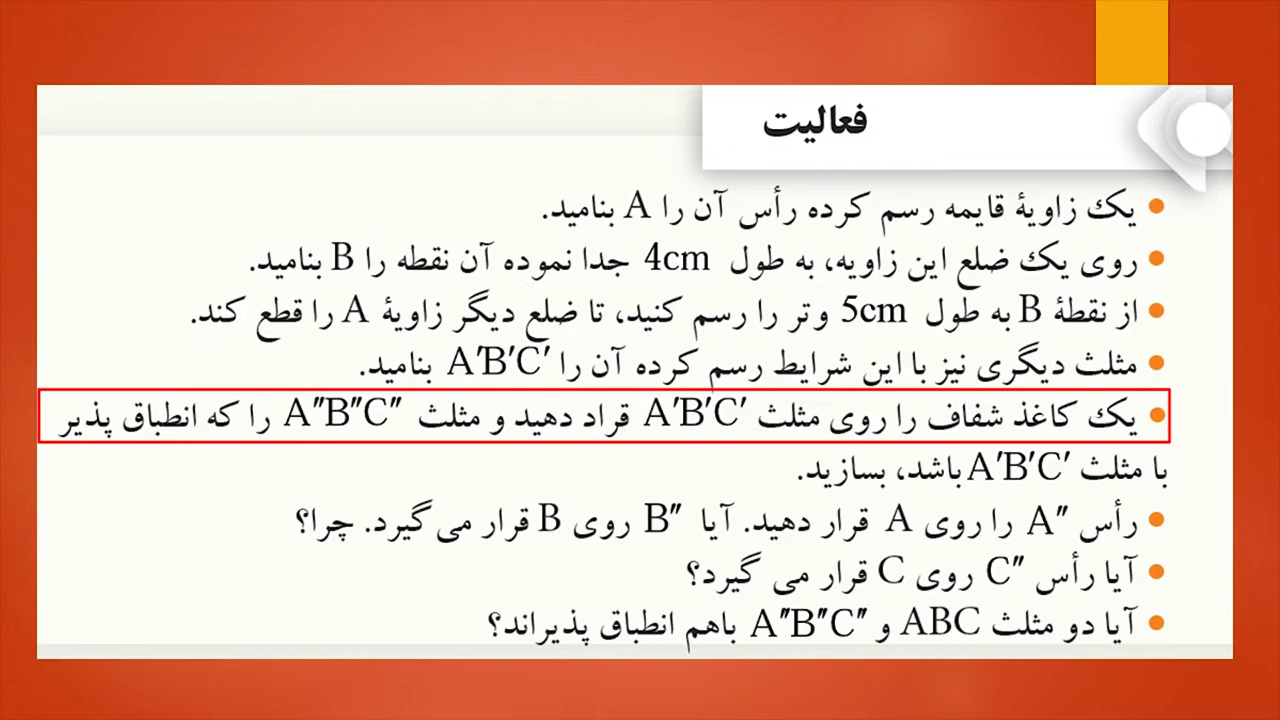 فعالیت
یک زاویۀ قایمه رسم کرده رأس آن را A بنامید.
روی یک ضلع این زاویه، به طول 4cm جدا نموده آن نقطه را B بنامید.
از نقطۀ B به طول 5cm وتر را رسم کنید، تا ضلع دیگر زاویۀ A را قطع کند.
مثلث دیگری نیز با این شرایط رسم کرده آن را A′B′C′ بنامید.
یک کاغذ شفاف را روی مثلث A′B′C′ قراد دهید و مثلث A″B″C″ را که انطباق پذیر
با مثلث A′B′C′ باشد، بسازید.
رأس A″ را روی A قرار دهید. آیا B″ روی B قرار می گیرد. چرا؟
آیا رأس C″ روی C قرار می گیرد؟
آیا دو مثلث ABC و A″B″C″ باهم انطباق پذیراند؟